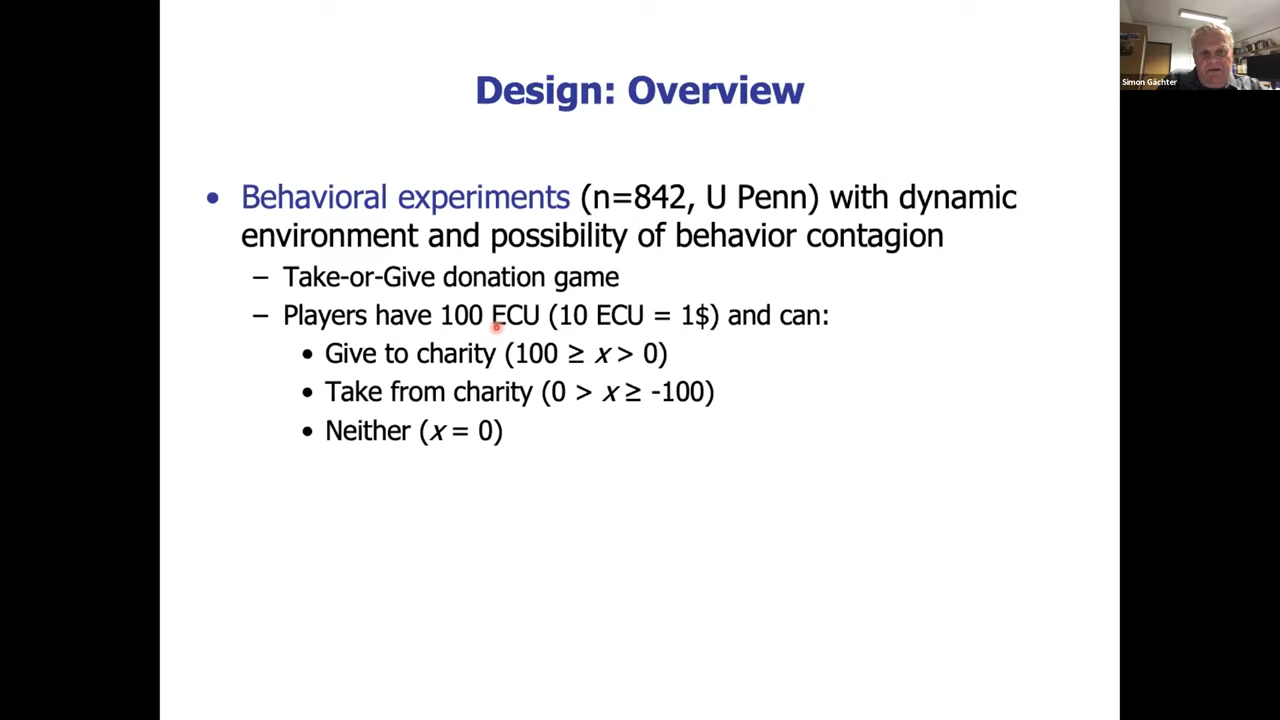 Design: Overview
Simon Gächter
• Behavioral experiments (n=842, U Penn) with dynamic
environment and possibility of behavior contagion
– Take-or-Give donation game
– Players have 100 ECU (10 ECU = 1$) and can:
• Give to charity (100 ≥ x > 0)
• Take from charity (0 > x ≥ -100)
• Neither (x = 0)